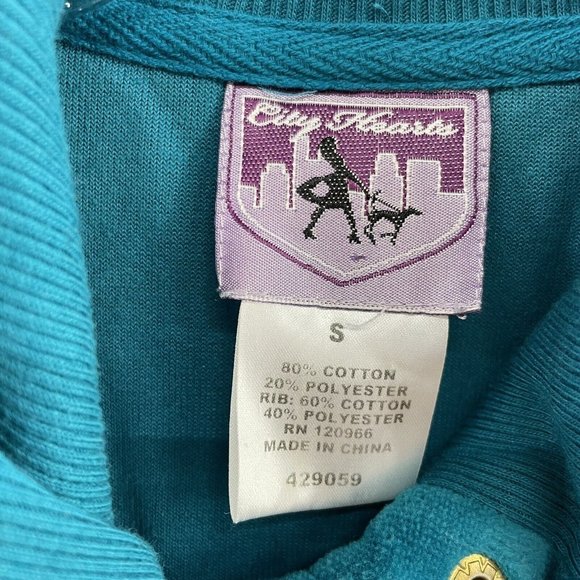 City Hearts
S
80% COTTON
20% POLYESTER
RIB: 60% COTTON
40% POLYESTER
RN 120966
MADE IN CHINA
429059